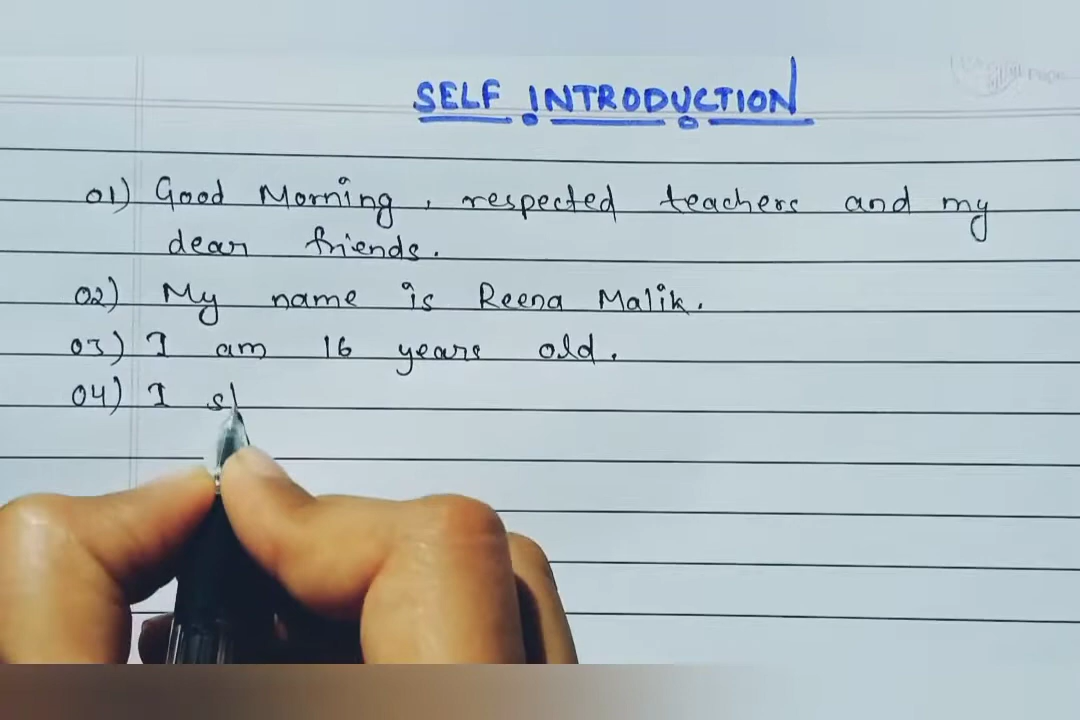 SELF INTRODUCTION
01) Good Morning, respected teachers and my
dear friends.
02) My name is Reena Malik.
03) I am 16 years old.
04) I